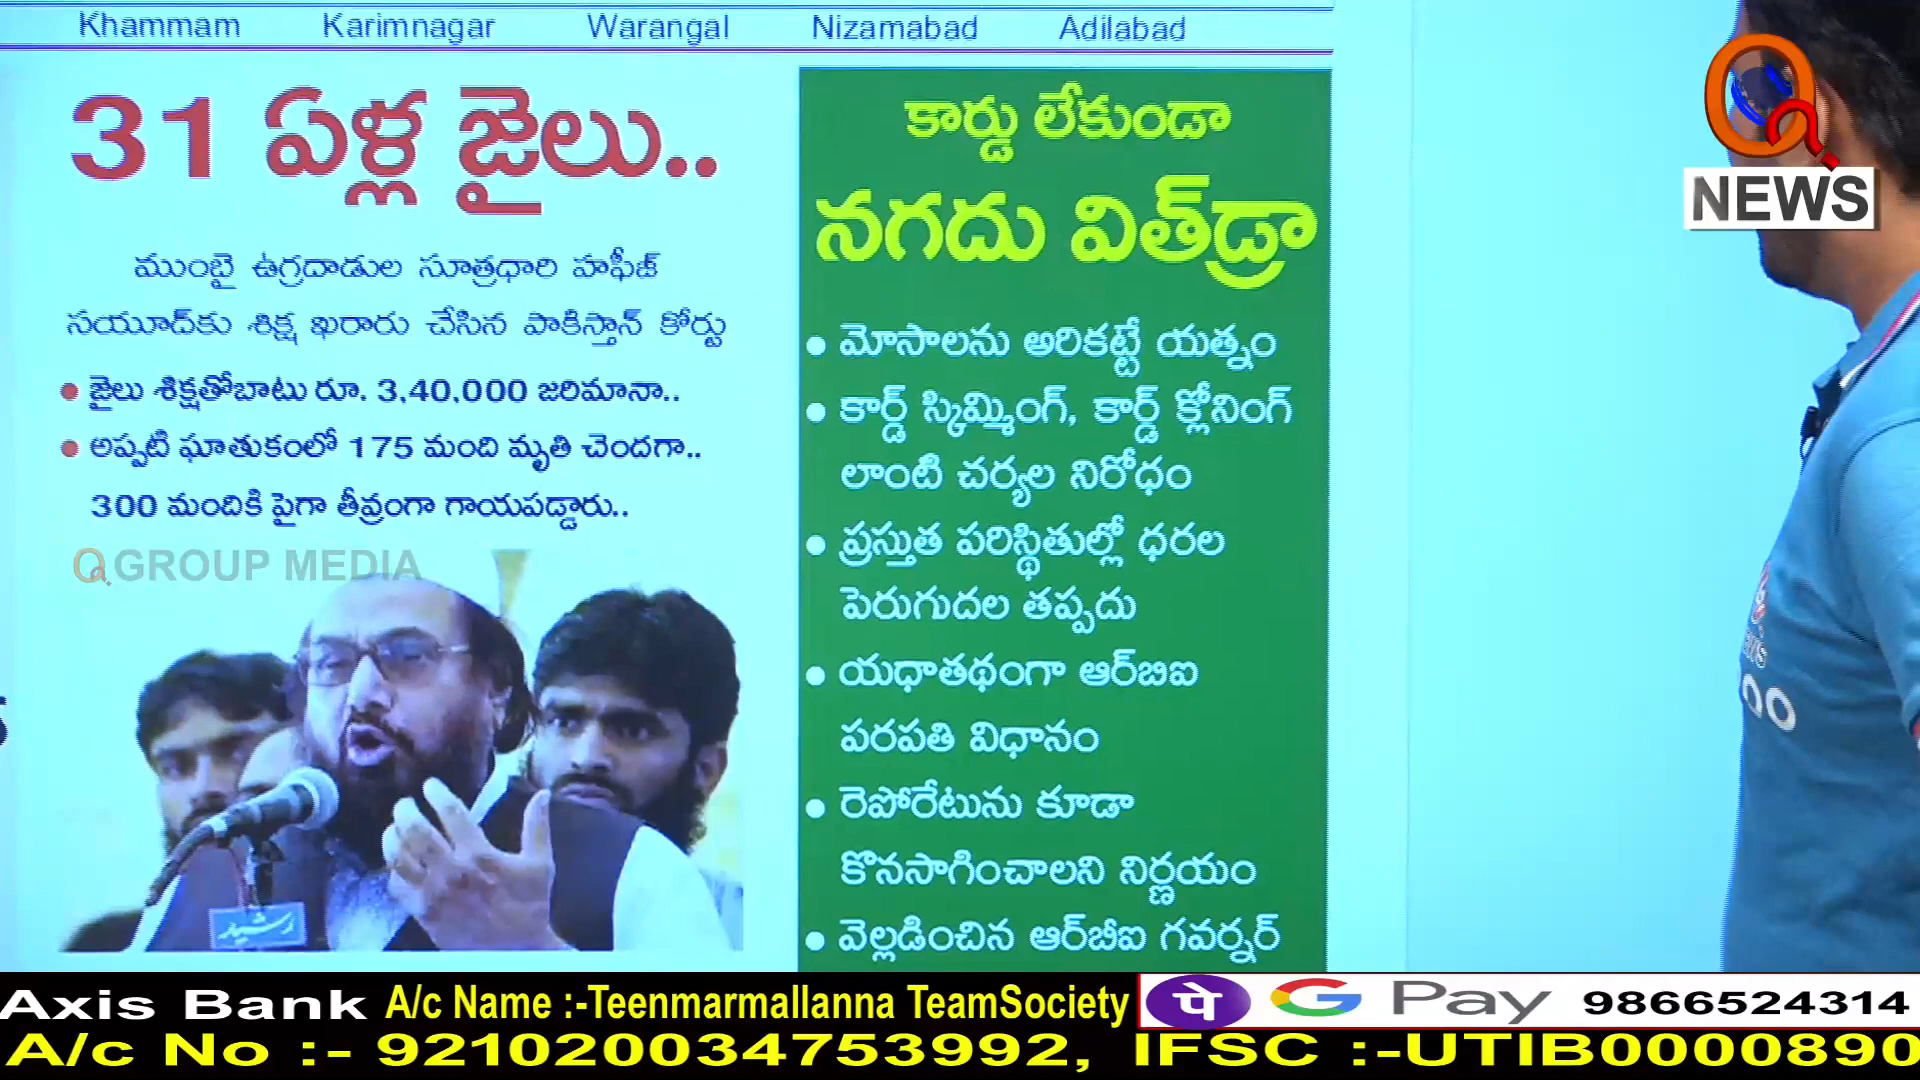 Khammam Karimnagar Warangal Nizamabad Adilabad
31 ఏళ్ల జైలు..
ముంబై ఉగ్రదాడుల సూత్రధారి హఫీజ్
సయూద్‌కు శిక్ష ఖరారు చేసిన పాకిస్తాన్ కోర్టు
• జైలు శిక్షతోబాటు రూ. 3,40,000 జరిమానా..
• అప్పటి ఘాతుకంలో 175 మంది మృతి చెందగా..
300 మందికి పైగా తీవ్రంగా గాయపడ్డారు..
Q GROUP MEDIA
رشید
కార్డు లేకుండా
నగదు విత్‌డ్రా
• మోసాలను అరికట్టే యత్నం
• కార్డ్ స్కిమ్మింగ్, కార్డ్ క్లోనింగ్
లాంటి చర్యల నిరోధం
• ప్రస్తుత పరిస్థితుల్లో ధరల
పెరుగుదల తప్పదు
• యధాతథంగా ఆర్‌బిఐ
పరపతి విధానం
• రెపోరేటును కూడా
కొనసాగించాలని నిర్ణయం
• వెల్లడించిన ఆర్‌బీఐ గవర్నర్
Q
NEWS
Axis Bank A/c Name :-Teenmarmallanna TeamSociety
पे G Pay 9866524314
A/c No :- 921020034753992, IFSC :-UTIB0000890